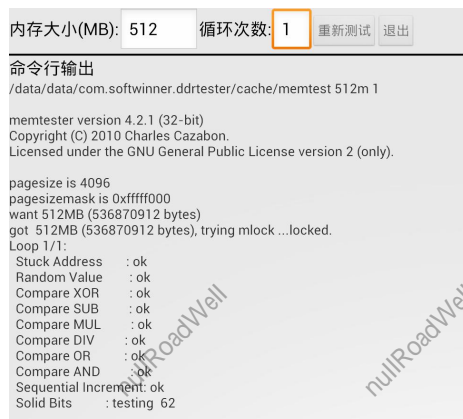 内存大小(MB): 512 循环次数: 1 重新测试 退出
命令行输出
/data/data/com.softwinner.ddrtester/cache/memtest 512m 1
memtester version 4.2.1 (32-bit)
Copyright (C) 2010 Charles Cazabon.
Licensed under the GNU General Public License version 2 (only).
pagesize is 4096
pagesizemask is 0xfffff000
want 512MB (536870912 bytes)
got 512MB (536870912 bytes), trying mlock ...locked.
Loop 1/1:
Stuck Address : ok
Random Value : ok
Compare XOR : ok
Compare SUB : ok
Compare MUL : ok
Compare DIV : ok
Compare OR : ok
Compare AND : ok
Sequential Increment: ok
Solid Bits : testing 62
nullRoadWell
nullRoadWell